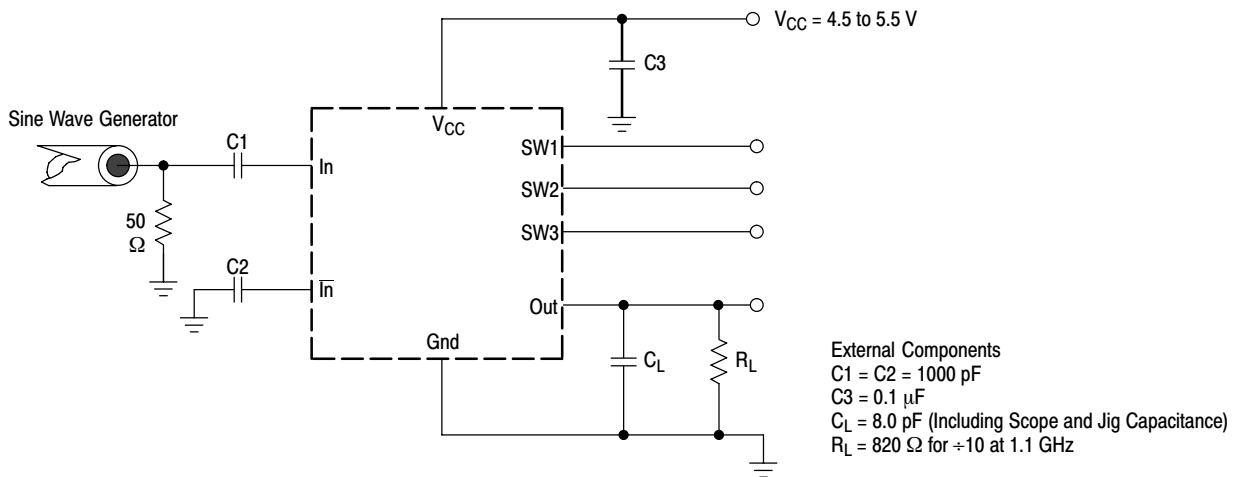 V_CC = 4.5 to 5.5 V
C3
Sine Wave Generator
V_CC
C1
In
SW1
SW2
SW3
50
Ω
C2
I̅n̅
Out
Gnd
C_L
R_L
External Components
C1 = C2 = 1000 pF
C3 = 0.1 μF
C_L = 8.0 pF (Including Scope and Jig Capacitance)
R_L = 820 Ω for ÷10 at 1.1 GHz